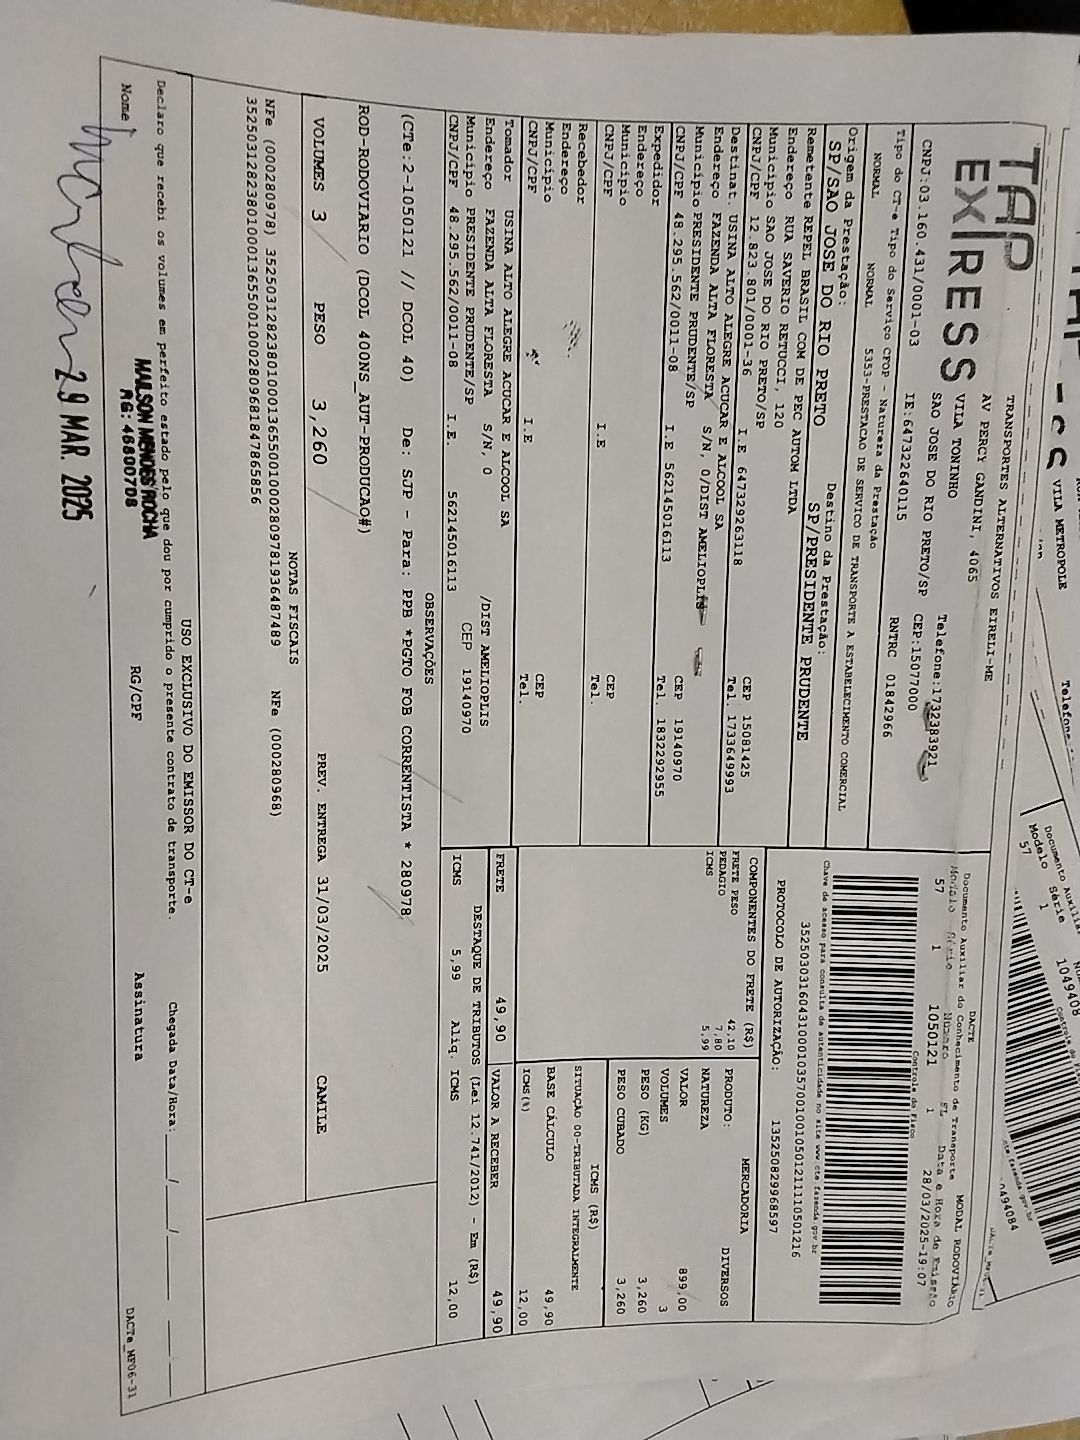 TAP
EXPRESS
TRANSPORTES ALTERNATIVOS EIRELI-ME
AV PERCY GANDINI, 4065
VILA TONINHO
SAO JOSE DO RIO PRETO/SP CEP:15077000
Telefone:1732383921
CNPJ:03.160.431/0001-03 IE:647322640115 RNTRC 01842966
Tipo do CT-e Tipo do Serviço CFOP - Natureza da Prestação
NORMAL NORMAL 5353-PRESTACAO DE SERVICO DE TRANSPORTE A ESTABELECIMENTO COMERCIAL
Origem da Prestação: Destino da Prestação:
SP/SAO JOSE DO RIO PRETO SP/PRESIDENTE PRUDENTE
Remetente REPEL BRASIL COM DE PEC AUTOM LTDA
Endereço RUA SAVERIO RETUCCI, 120
Município SAO JOSE DO RIO PRETO/SP CEP 15081425
CNPJ/CPF 12.823.801/0001-36 I.E 647329263118 Tel. 1733649993
Destinat. USINA ALTO ALEGRE ACUCAR E ALCOOL SA
Endereço FAZENDA ALTA FLORESTA S/N, 0/DIST AMELIOPLIS
Município PRESIDENTE PRUDENTE/SP CEP 19140970
CNPJ/CPF 48.295.562/0011-08 I.E 562145016113 Tel. 1832292955
Expedidor
Endereço
Município CEP
CNPJ/CPF I.E Tel.
Recebedor
Endereço
Município CEP
CNPJ/CPF I.E Tel.
Tomador USINA ALTO ALEGRE ACUCAR E ALCOOL SA
Endereço FAZENDA ALTA FLORESTA S/N, 0 /DIST AMELIOPLIS
Município PRESIDENTE PRUDENTE/SP CEP 19140970
CNPJ/CPF 48.295.562/0011-08 I.E. 562145016113
DACTE
Documento Auxiliar do Conhecimento de Transporte MODAL RODOVIÁRIO
Modelo Série Número FL Data e Hora de Emissão
57 1 1050121 1 28/03/2025-19:07
Controle do Fisco
Chave de acesso para consulta de autenticidade no site www.cte.fazenda.gov.br
35250303160431000103570010010501211110501216
PROTOCOLO DE AUTORIZAÇÃO: 135250829968597
COMPONENTES DO FRETE (R$)
FRETE PESO 42,10
PEDAGIO 7,80
ICMS 5,99
MERCADORIA
PRODUTO: DIVERSOS
NATUREZA
VALOR 899,00
VOLUMES 3
PESO (KG) 3,260
PESO CUBADO 3,260
ICMS (R$)
SITUAÇÃO 00-TRIBUTADA INTEGRALMENTE
BASE CÁLCULO 49,90
ICMS(%) 12,00
FRETE 49,90 VALOR A RECEBER 49,90
DESTAQUE DE TRIBUTOS (Lei 12.741/2012) - Em (R$)
ICMS 5,99 Aliq. ICMS 12,00
OBSERVAÇÕES
(CTe:2-1050121 // DCOL 40) De: SJP - Para: PPB *PGTO FOB CORRENTISTA * 280978
ROD-RODOVIARIO (DCOL 400NS_AUT-PRODUCAO#)
VOLUMES 3 PESO 3,260 PREV. ENTREGA 31/03/2025 CAMILE
NOTAS FISCAIS
NFe (000280978) 35250312823801000136550010002809781936487489 NFe (000280968)
35250312823801000136550010002809681847865856
USO EXCLUSIVO DO EMISSOR DO CT-e
Declaro que recebi os volumes em perfeito estado pelo que dou por cumprido o presente contrato de transporte. Chegada Data/Hora: / / :
Nome RG/CPF Assinatura DACTe_MF06-31
MAILSON MENDES ROCHA
RG: 46800708
29 MAR. 2025
VILA METROPOLE
Documento Auxiliar
Modelo Série
57 1 1049408